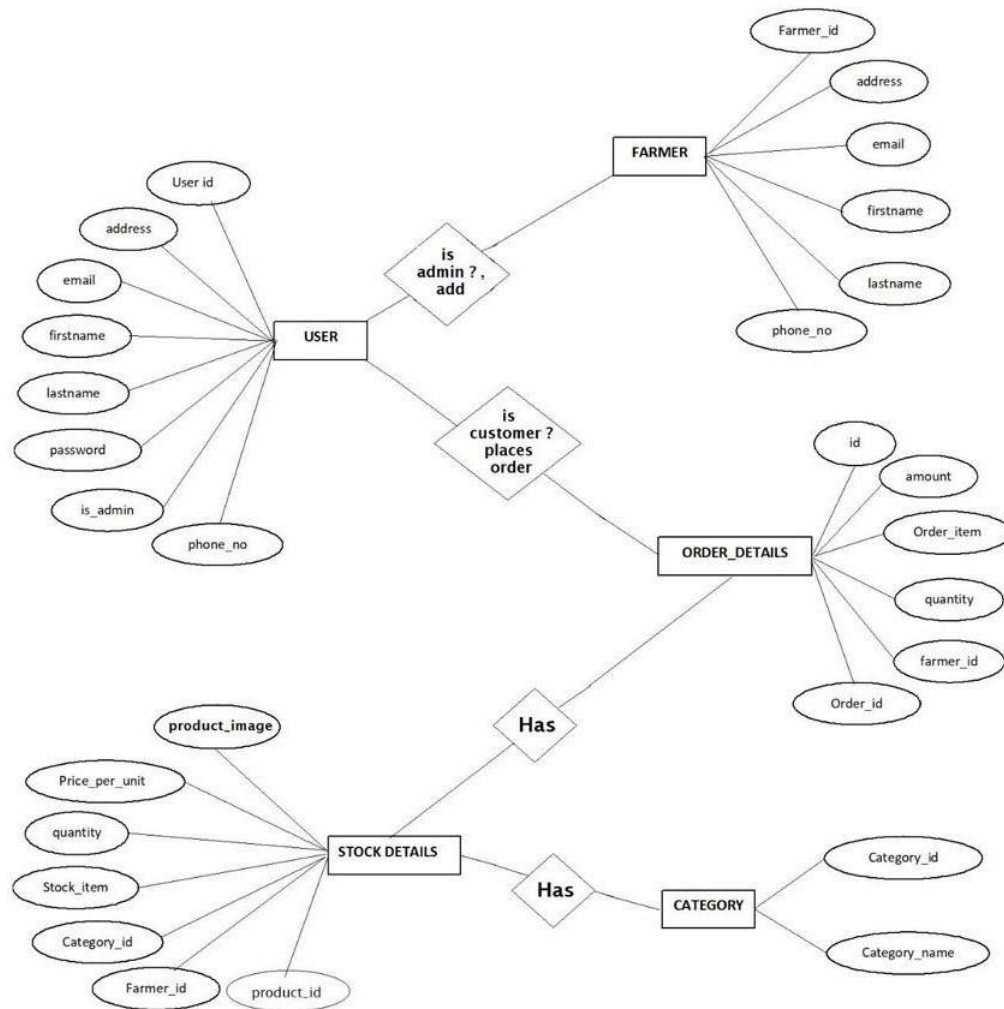 Farmer_id
address
email
firstname
lastname
phone_no
FARMER
is
admin ? ,
add
User id
address
email
firstname
lastname
password
is_admin
phone_no
USER
is
customer ?
places
order
id
amount
Order_item
quantity
farmer_id
Order_id
ORDER_DETAILS
Has
product_image
Price_per_unit
quantity
Stock_item
Category_id
Farmer_id
product_id
STOCK DETAILS
Has
CATEGORY
Category_id
Category_name